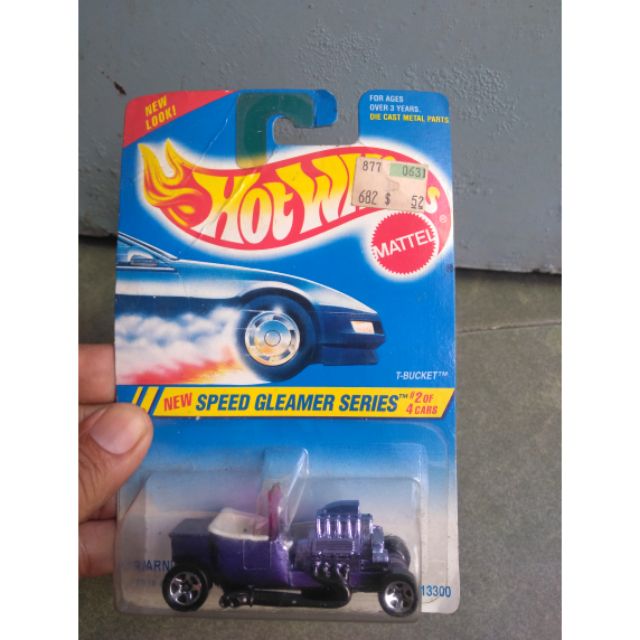 NEW
LOOK!
FOR AGES
OVER 3 YEARS.
DIE CAST METAL PARTS
HOT W
877 0631
682 $ 52
MATTEL
®
T-BUCKET™
NEW SPEED GLEAMER SERIES™ #2 OF
4 CARS
13300